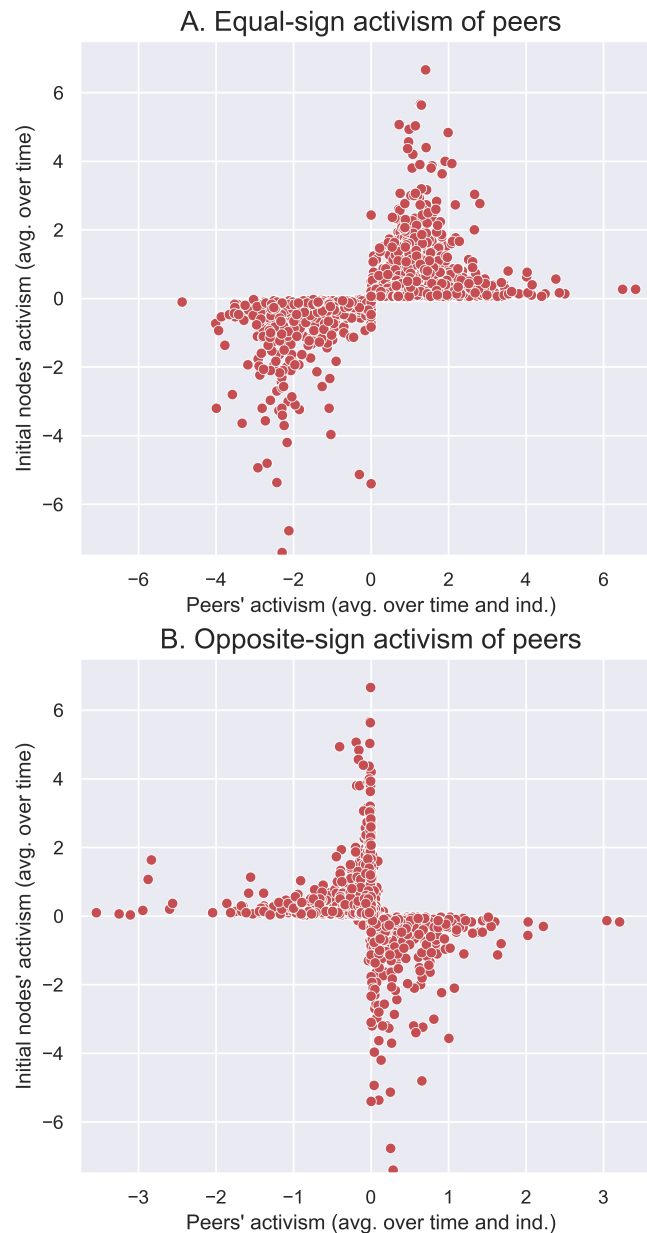 A. Equal-sign activism of peers
6
4
2
0
−2
−4
−6
Initial nodes' activism (avg. over time)
−6 −4 −2 0 2 4 6
Peers' activism (avg. over time and ind.)
B. Opposite-sign activism of peers
6
4
2
0
−2
−4
−6
Initial nodes' activism (avg. over time)
−3 −2 −1 0 1 2 3
Peers' activism (avg. over time and ind.)